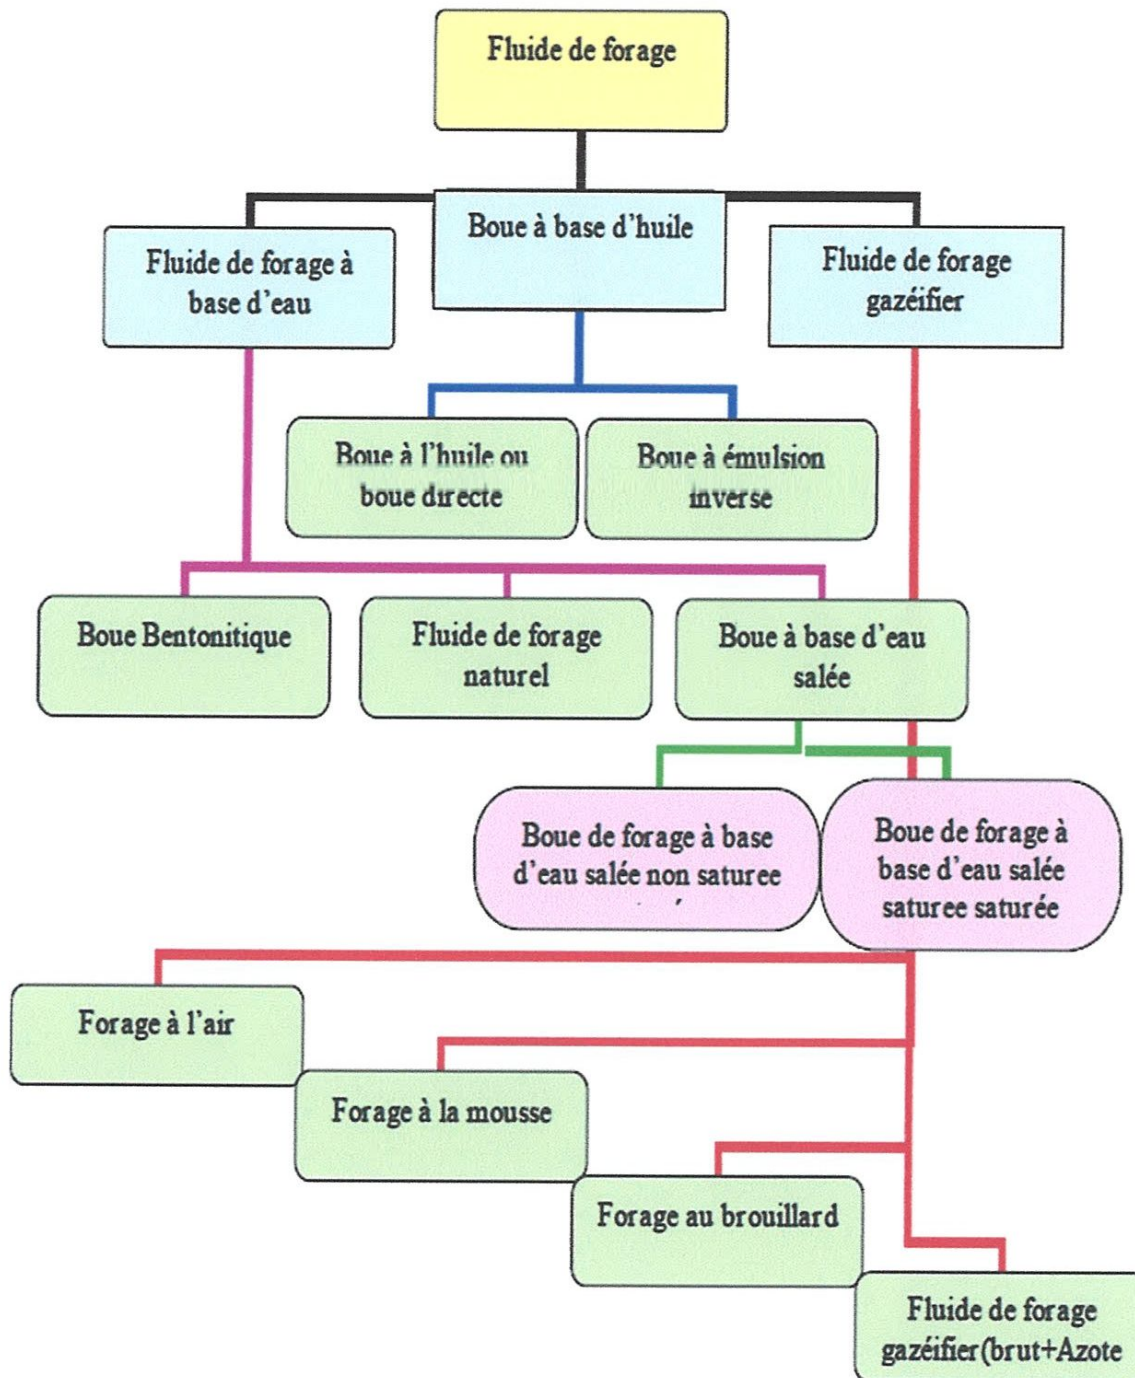 Fluide de forage
Boue à base d'huile
Fluide de forage à
base d'eau
Fluide de forage
gazéifier
Boue à l'huile ou
boue directe
Boue à émulsion
inverse
Boue Bentonitique
Fluide de forage
naturel
Boue à base d'eau
salée
Boue de forage à base
d'eau salée non saturee
Boue de forage à
base d'eau salée
saturee saturée
Forage à l'air
Forage à la mousse
Forage au brouillard
Fluide de forage
gazéifier(brut+Azote